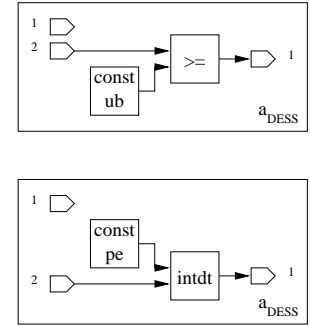 1
2
const
ub
>=
1
a_DESS
1
const
pe
2
intdt
1
a_DESS